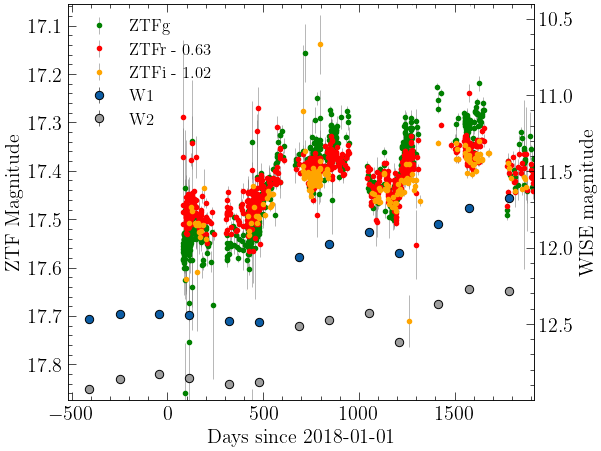 ZTFg
ZTFr - 0.63
ZTFi - 1.02
W1
W2
17.1
17.2
17.3
17.4
17.5
17.6
17.7
17.8
ZTF Magnitude
10.5
11.0
11.5
12.0
12.5
WISE magnitude
−500
0
500
1000
1500
Days since 2018-01-01